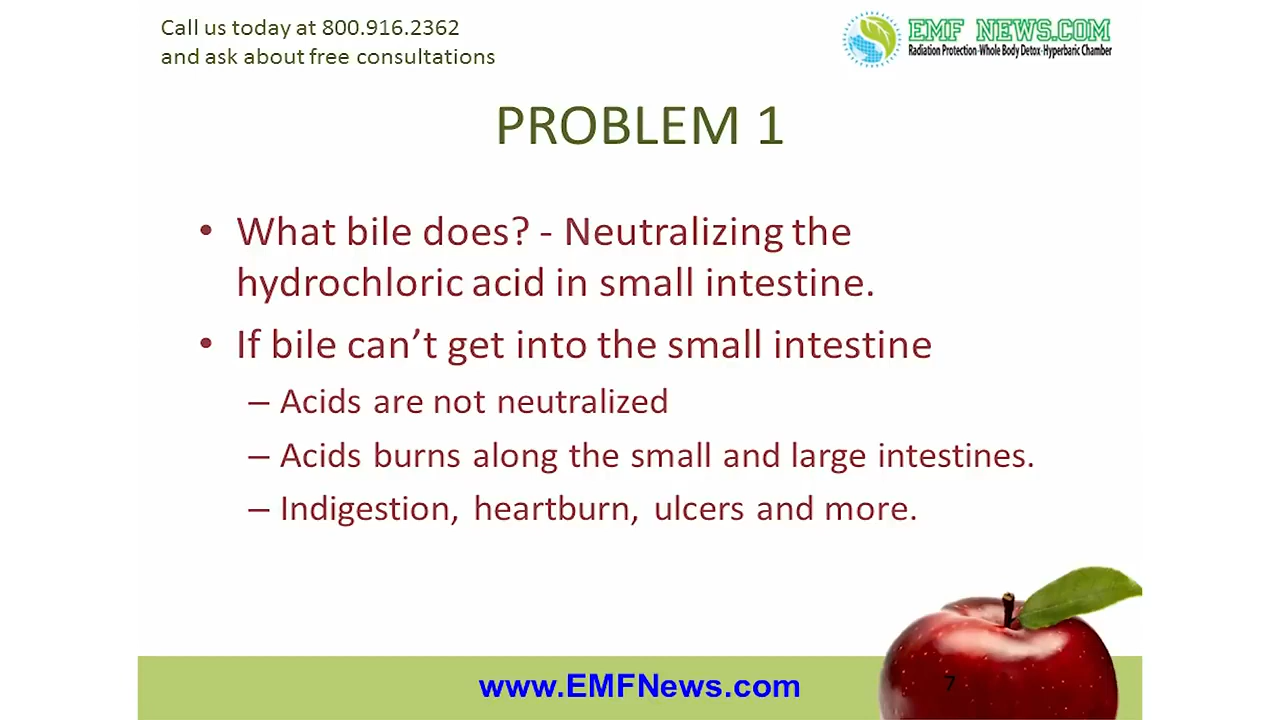 Call us today at 800.916.2362
and ask about free consultations
EMF NEWS.COM
Radiation Protection-Whole Body Detox-Hyperbaric Chamber
PROBLEM 1
• What bile does? - Neutralizing the
hydrochloric acid in small intestine.
• If bile can’t get into the small intestine
– Acids are not neutralized
– Acids burns along the small and large intestines.
– Indigestion, heartburn, ulcers and more.
www.EMFNews.com
7